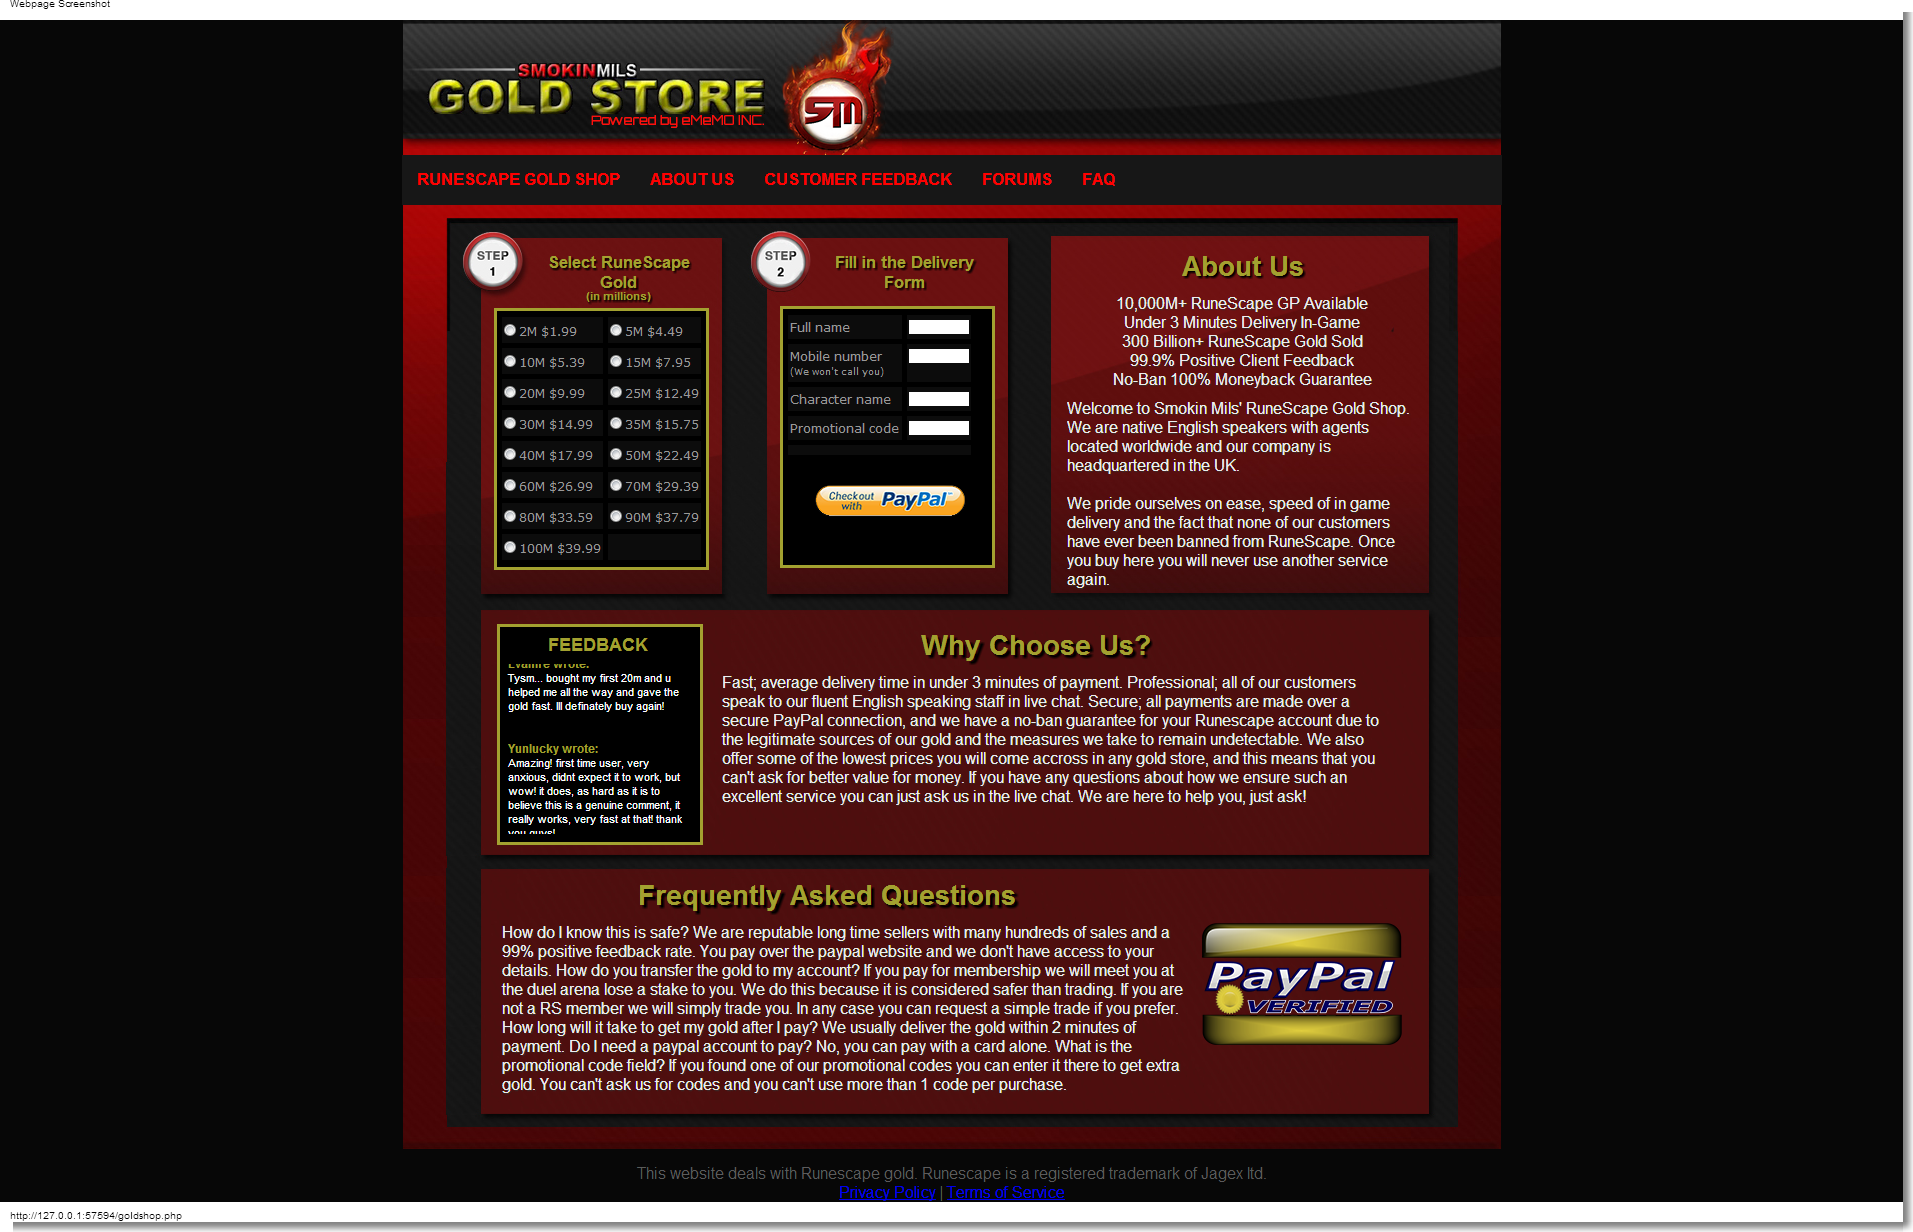 Webpage Screenshot
SMOKINMILS
GOLD STORE
Powered by eMeMO INC.
SM
RUNESCAPE GOLD SHOP ABOUT US CUSTOMER FEEDBACK FORUMS FAQ
STEP
1
Select RuneScape
Gold
(in millions)
2M $1.99 5M $4.49
10M $5.39 15M $7.95
20M $9.99 25M $12.49
30M $14.99 35M $15.75
40M $17.99 50M $22.49
60M $26.99 70M $29.39
80M $33.59 90M $37.79
100M $39.99
STEP
2
Fill in the Delivery
Form
Full name
Mobile number
(We won't call you)
Character name
Promotional code
Checkout
with PayPal
About Us
10,000M+ RuneScape GP Available
Under 3 Minutes Delivery In-Game
300 Billion+ RuneScape Gold Sold
99.9% Positive Client Feedback
No-Ban 100% Moneyback Guarantee
Welcome to Smokin Mils' RuneScape Gold Shop.
We are native English speakers with agents
located worldwide and our company is
headquartered in the UK.
We pride ourselves on ease, speed of in game
delivery and the fact that none of our customers
have ever been banned from RuneScape. Once
you buy here you will never use another service
again.
FEEDBACK
wrote:
Tysm... bought my first 20m and u
helped me all the way and gave the
gold fast. Ill definately buy again!
Yunlucky wrote:
Amazing! first time user, very
anxious, didnt expect it to work, but
wow! it does, as hard as it is to
believe this is a genuine comment, it
really works, very fast at that! thank
you guys!
Why Choose Us?
Fast; average delivery time in under 3 minutes of payment. Professional; all of our customers
speak to our fluent English speaking staff in live chat. Secure; all payments are made over a
secure PayPal connection, and we have a no-ban guarantee for your Runescape account due to
the legitimate sources of our gold and the measures we take to remain undetectable. We also
offer some of the lowest prices you will come accross in any gold store, and this means that you
can't ask for better value for money. If you have any questions about how we ensure such an
excellent service you can just ask us in the live chat. We are here to help you, just ask!
Frequently Asked Questions
How do I know this is safe? We are reputable long time sellers with many hundreds of sales and a
99% positive feedback rate. You pay over the paypal website and we don't have access to your
details. How do you transfer the gold to my account? If you pay for membership we will meet you at
the duel arena lose a stake to you. We do this because it is considered safer than trading. If you are
not a RS member we will simply trade you. In any case you can request a simple trade if you prefer.
How long will it take to get my gold after I pay? We usually deliver the gold within 2 minutes of
payment. Do I need a paypal account to pay? No, you can pay with a card alone. What is the
promotional code field? If you found one of our promotional codes you can enter it there to get extra
gold. You can't ask us for codes and you can't use more than 1 code per purchase.
PayPal
VERIFIED
This website deals with Runescape gold. Runescape is a registered trademark of Jagex ltd.
Privacy Policy | Terms of Service
http://127.0.0.1:57594/goldshop.php